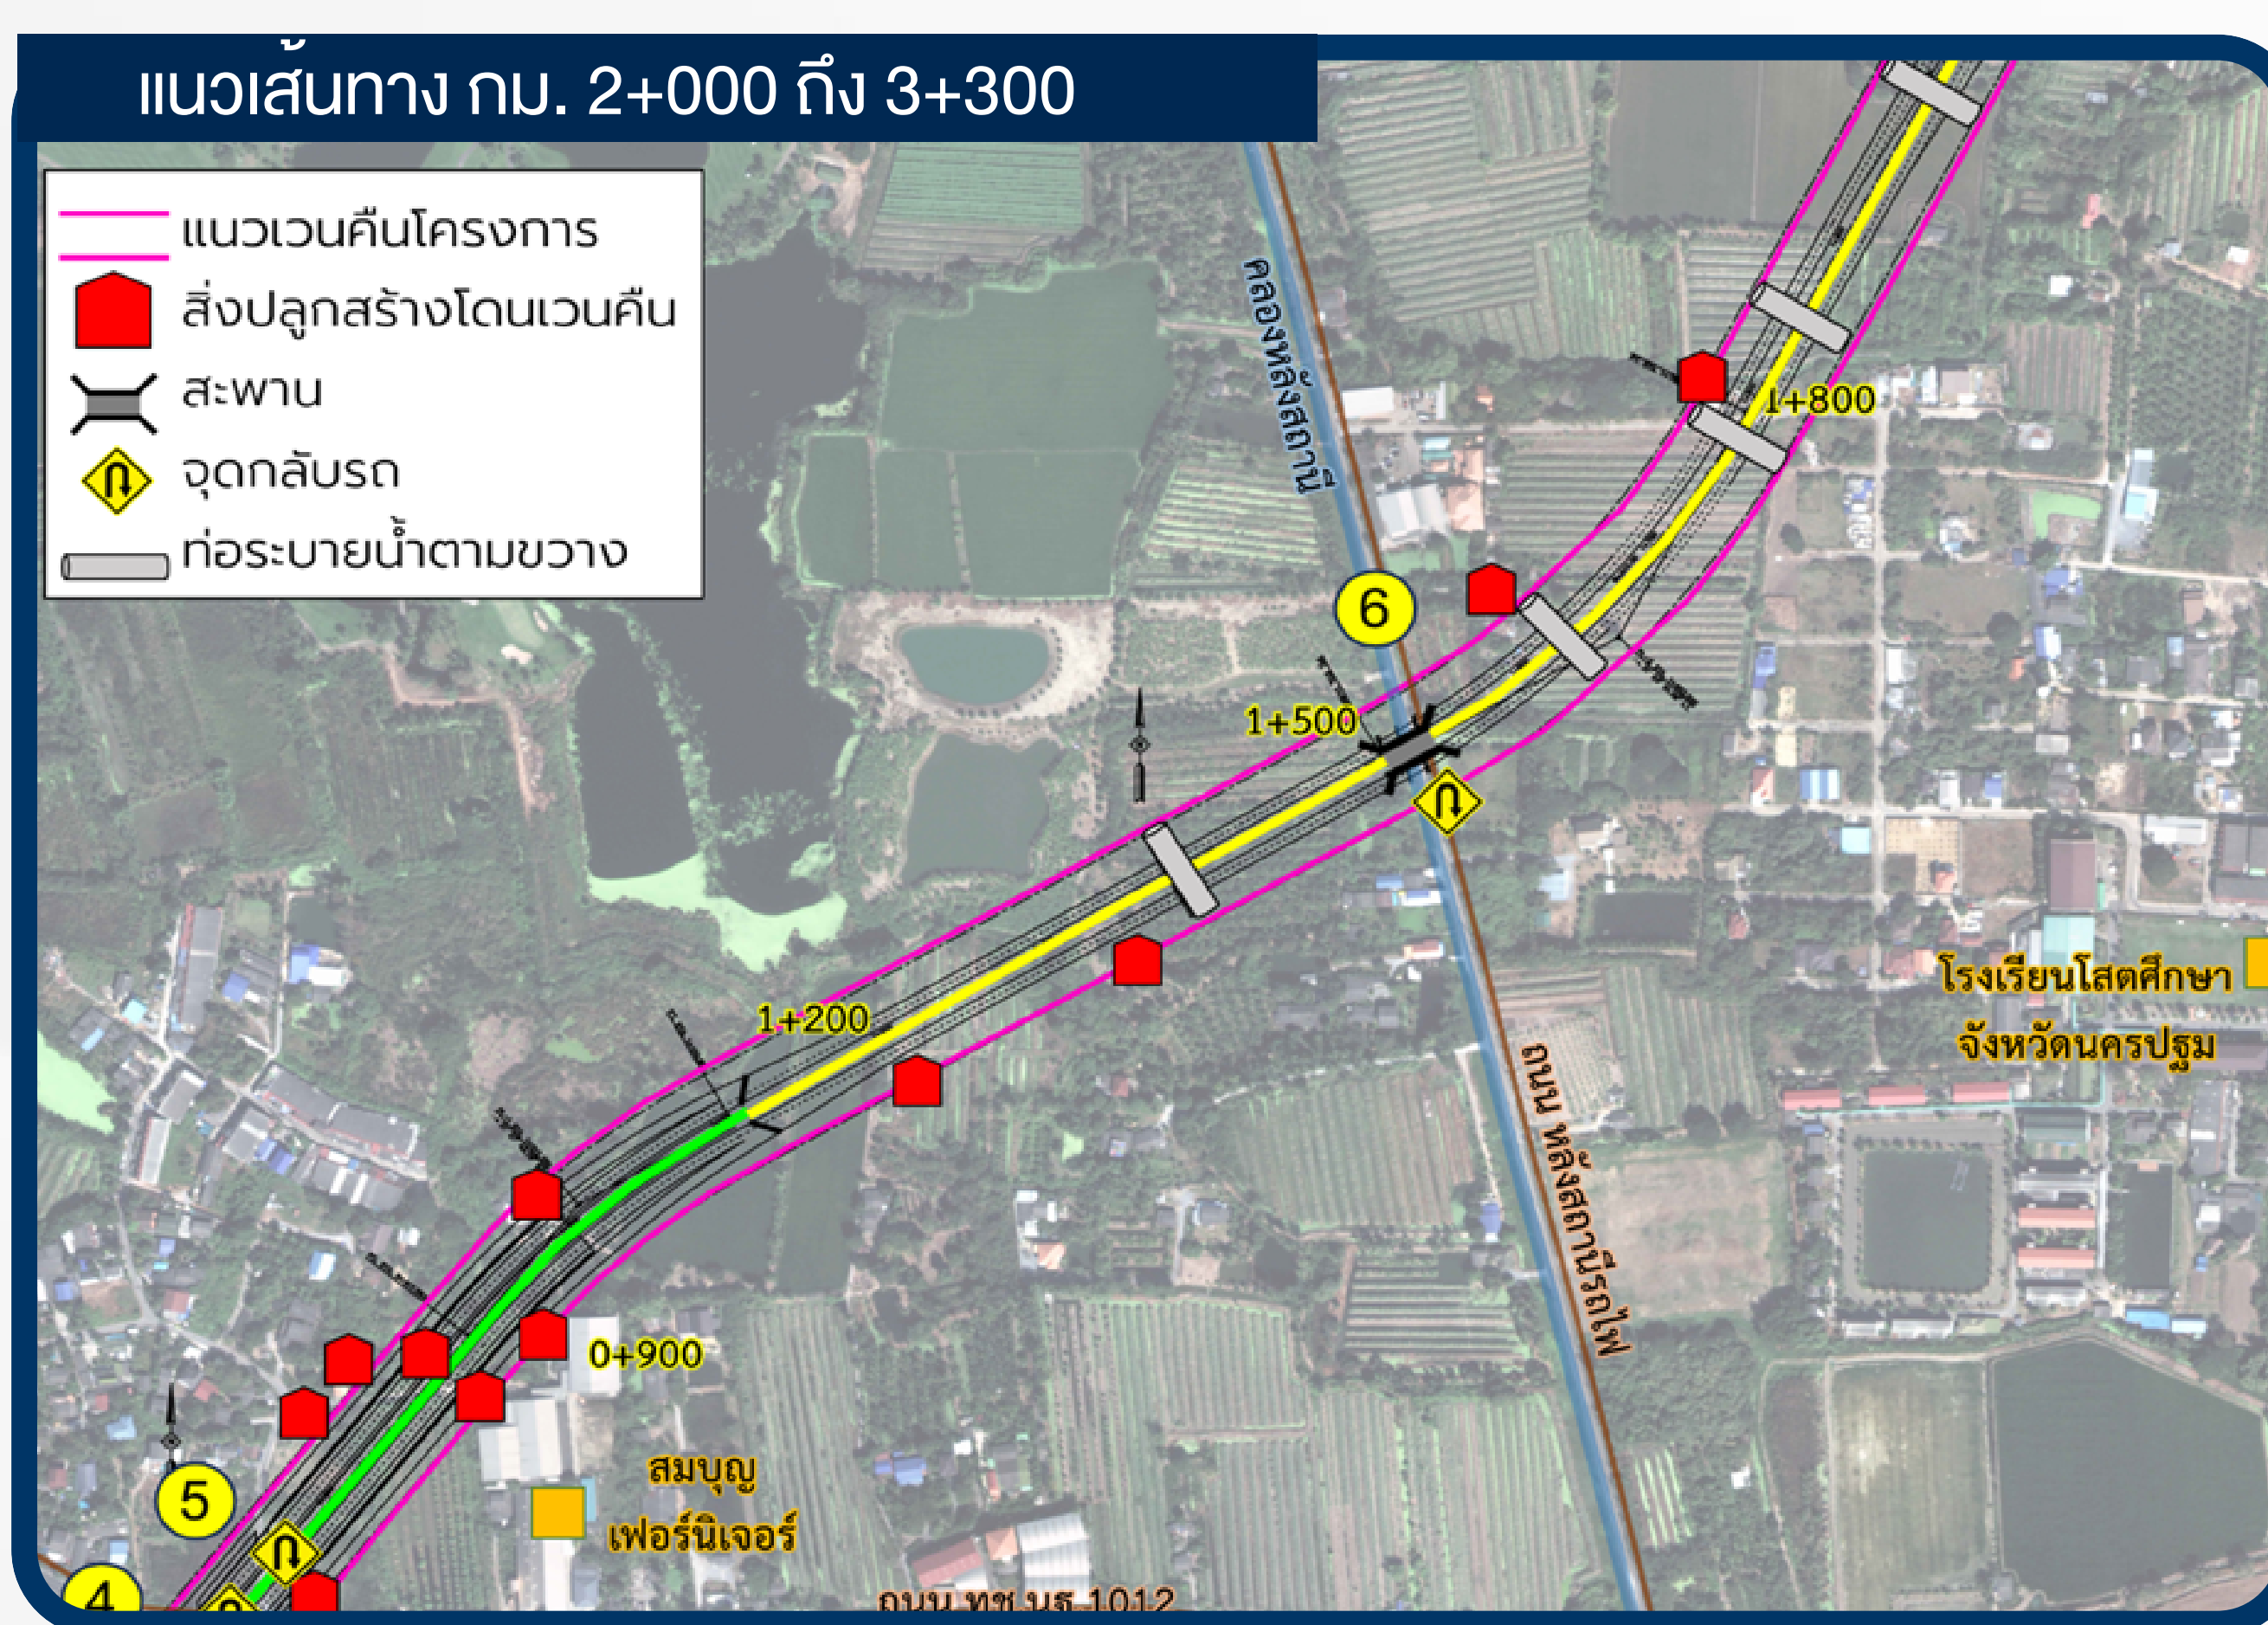 แนวเส้นทาง กม. 2+000 ถึง 3+300
แนวเวนคืนโครงการ
สิ่งปลูกสร้างโดนเวนคืน
สะพาน
จุดกลับรถ
ท่อระบายน้ำตามขวาง
คลองหลังสถานี
1+800
6
1+500
โรงเรียนโสตศึกษา
จังหวัดนครปฐม
1+200
ถนน หลังสถานีรถไฟ
0+900
สมบุญ
เฟอร์นิเจอร์
5
4
ถนน ทช.นฐ.1012